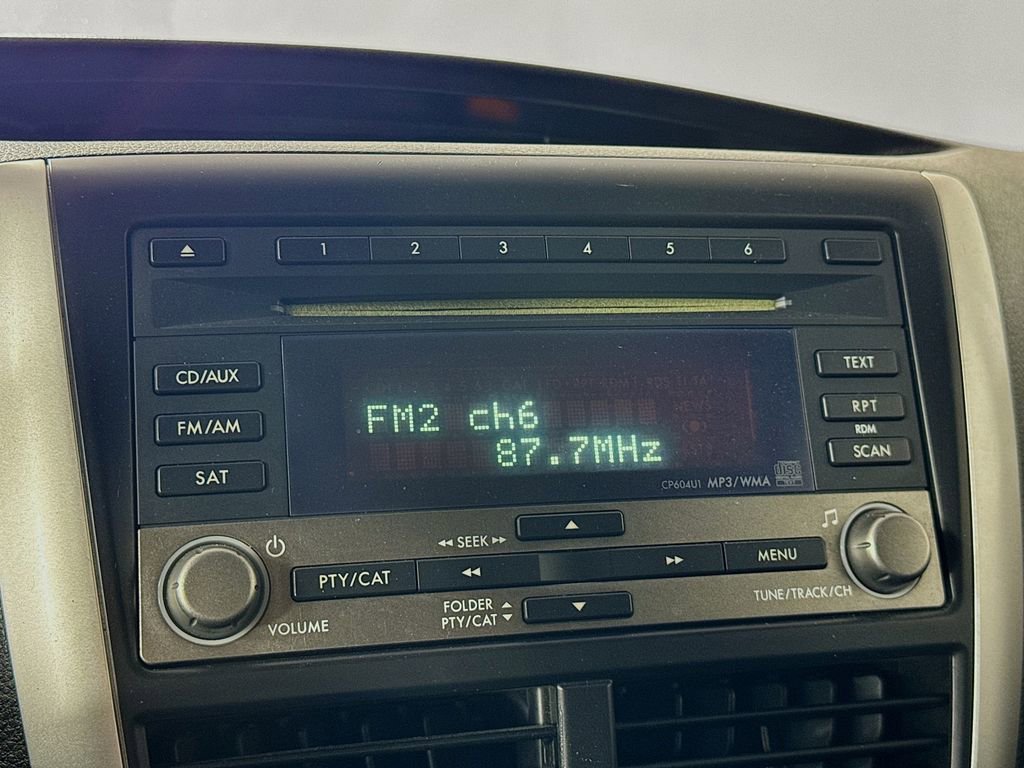 1 2 3 4 5 6
CD/AUX
FM/AM
SAT
FM2 ch6
87.7MHz
CP604U1 MP3/WMA
disc
TEXT
RPT
RDM
SCAN
SEEK
PTY/CAT
MENU
VOLUME
FOLDER
PTY/CAT
TUNE/TRACK/CH